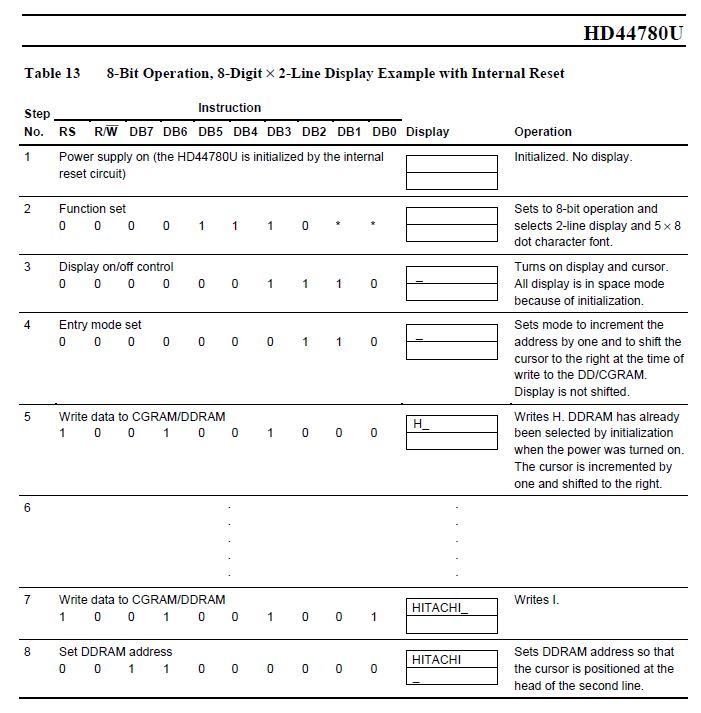 HD44780U
Table 13 8-Bit Operation, 8-Digit × 2-Line Display Example with Internal Reset
Step Instruction
No. RS R/W̅ DB7 DB6 DB5 DB4 DB3 DB2 DB1 DB0 Display Operation
1 Power supply on (the HD44780U is initialized by the internal Initialized. No display.
reset circuit)
2 Function set Sets to 8-bit operation and
0 0 0 0 1 1 1 0 * * selects 2-line display and 5 × 8
dot character font.
3 Display on/off control Turns on display and cursor.
0 0 0 0 0 0 1 1 1 0 _ All display is in space mode
because of initialization.
4 Entry mode set Sets mode to increment the
0 0 0 0 0 0 0 1 1 0 _ address by one and to shift the
cursor to the right at the time of
write to the DD/CGRAM.
Display is not shifted.
5 Write data to CGRAM/DDRAM Writes H. DDRAM has already
1 0 0 1 0 0 1 0 0 0 H_ been selected by initialization
when the power was turned on.
The cursor is incremented by
one and shifted to the right.
6
7 Write data to CGRAM/DDRAM HITACHI_ Writes I.
1 0 0 1 0 0 1 0 0 1
8 Set DDRAM address HITACHI Sets DDRAM address so that
0 0 1 1 0 0 0 0 0 0 _ the cursor is positioned at the
head of the second line.